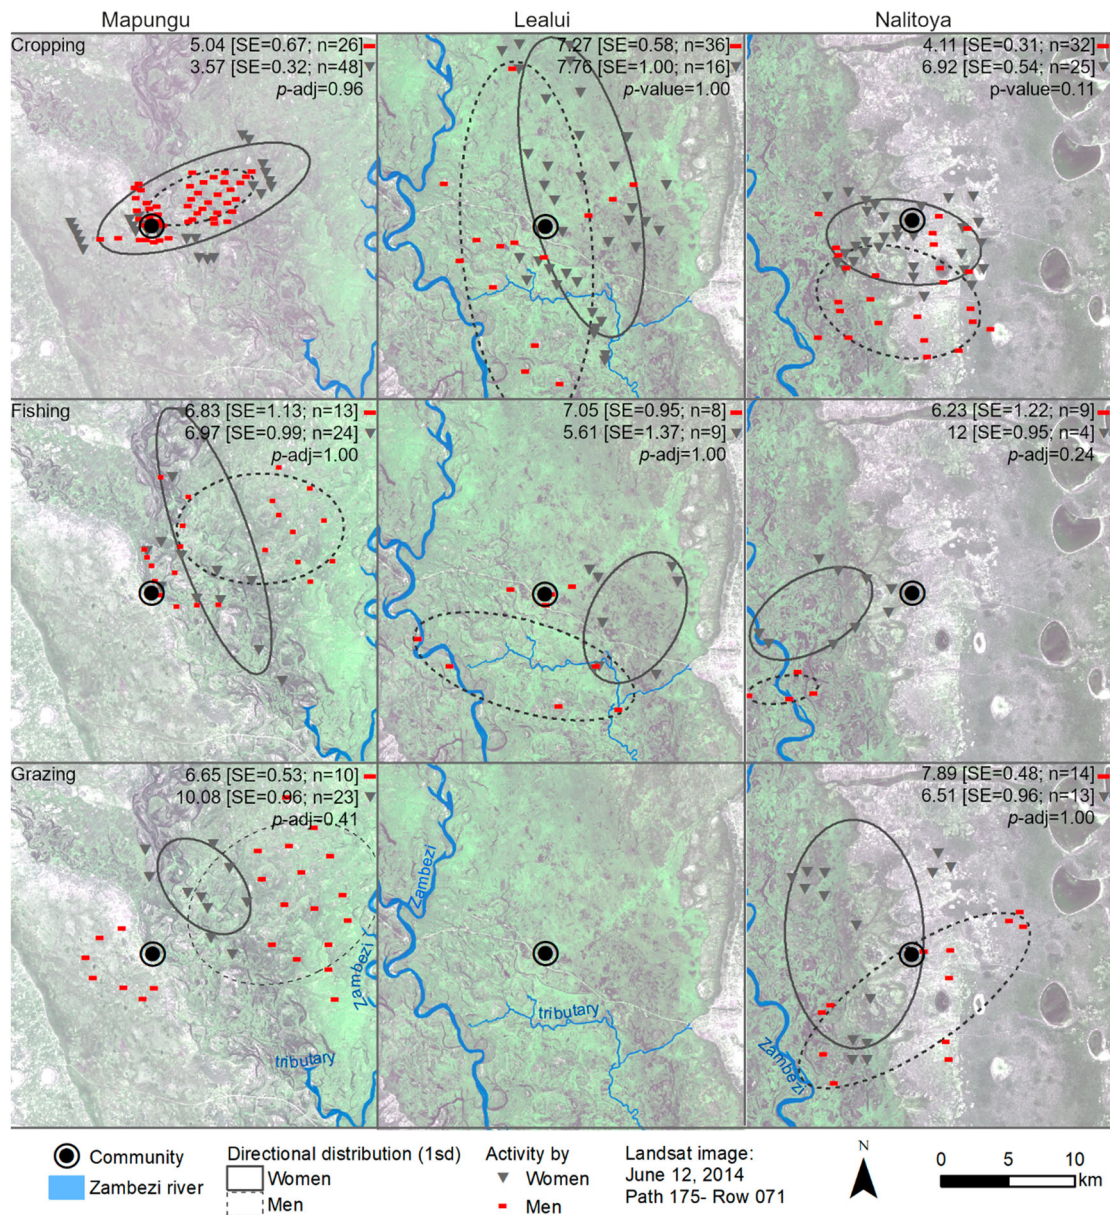 Mapungu
Lealui
Nalitoya
Cropping
5.04 [SE=0.67; n=26]
3.57 [SE=0.32; n=48]
p-adj=0.96
7.27 [SE=0.58; n=36]
7.76 [SE=1.00; n=16]
p-value=1.00
4.11 [SE=0.31; n=32]
6.92 [SE=0.54; n=25]
p-value=0.11
Fishing
6.83 [SE=1.13; n=13]
6.97 [SE=0.99; n=24]
p-adj=1.00
7.05 [SE=0.95; n=8]
5.61 [SE=1.37; n=9]
p-adj=1.00
6.23 [SE=1.22; n=9]
12 [SE=0.95; n=4]
p-adj=0.24
Grazing
6.65 [SE=0.53; n=10]
10.08 [SE=0.96; n=23]
p-adj=0.41
Zambezi
tributary
Zambezi
tributary
7.89 [SE=0.48; n=14]
6.51 [SE=0.96; n=13]
p-adj=1.00
Zambezi
Community
Zambezi river
Directional distribution (1sd)
Women
Men
Activity by
Women
Men
Landsat image:
June 12, 2014
Path 175- Row 071
N
0 5 10
km